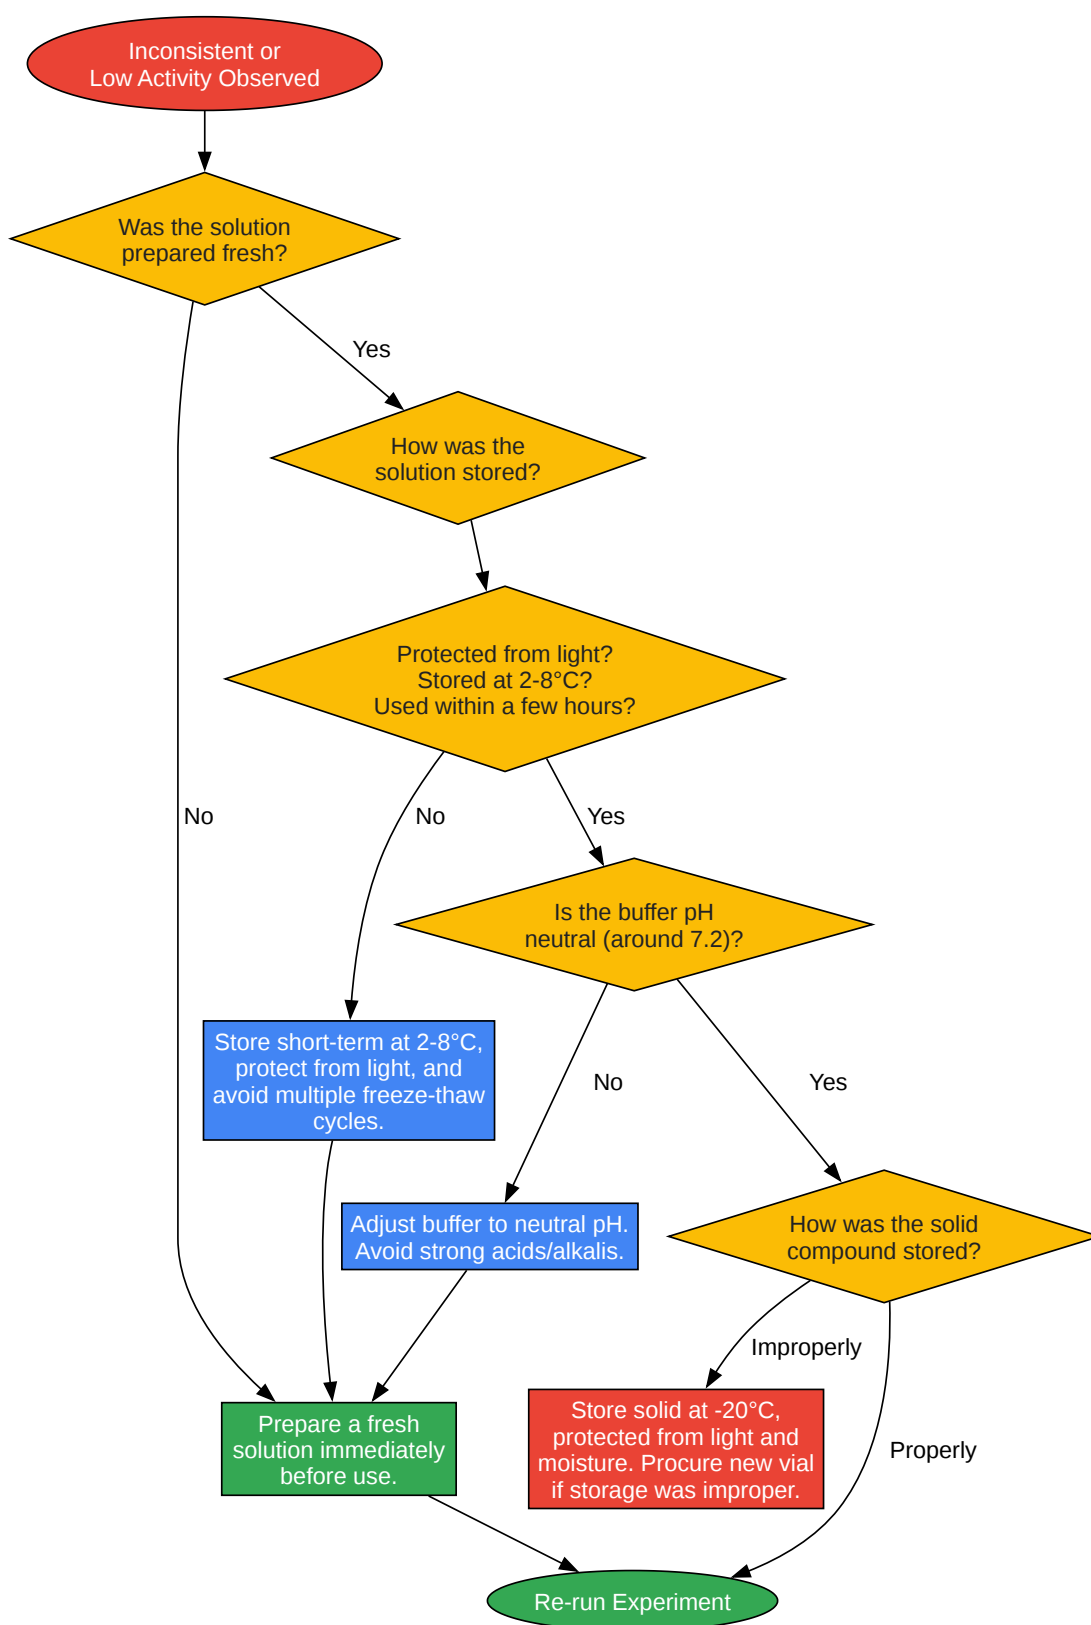 Inconsistent or
Low Activity Observed
Was the solution
prepared fresh?
Yes
How was the
solution stored?
Protected from light?
Stored at 2-8°C?
Used within a few hours?
No
No
Yes
Is the buffer pH
neutral (around 7.2)?
Store short-term at 2-8°C,
protect from light, and
avoid multiple freeze-thaw
cycles.
No
Yes
Adjust buffer to neutral pH.
Avoid strong acids/alkalis.
How was the solid
compound stored?
Improperly
Prepare a fresh
solution immediately
before use.
Store solid at -20°C,
protected from light and
moisture. Procure new vial
if storage was improper.
Properly
Re-run Experiment